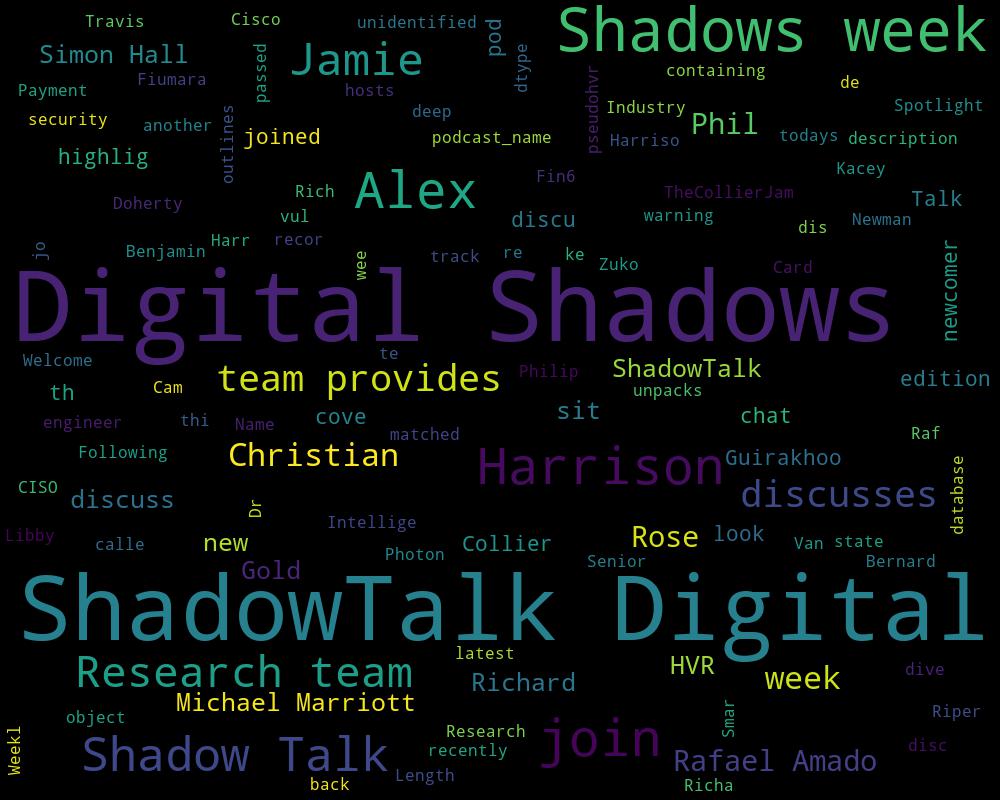 Travis
Cisco
unidentified
pod
Shadows week
Simon Hall
passed
Jamie
dtype
containing
Payment
Fiumara
hosts
pseudohvr
de
security
another
outlines
joined
deep
podcast_name
Industry
Phil
Spotlight
highlig
Harriso
todays
description
Doherty
Rich
Alex
Fin6
TheCollierJam
Kacey
Talk
vul
discu
warning
dis
Newman
jo
Benjamin
Harr
recor
wee
track
re
ke
Zuko
Card
newcomer
Digital Shadows
Welcome
te
th
Cam
team provides
Philip
ShadowTalk
unpacks
edition
engineer
thi
Name
cove
matched
sit
chat
Raf
Following
Christian
Harrison
Guirakhoo
CISO
discuss
Dr
Intellige
discusses
database
Libby
calle
new
Photon
Collier
Rose
look
Van
state
Gold
Senior
Bernard
ShadowTalk Digital
Research team
latest
Richard
HVR
week
dive
Michael Marriott
object
Research
Smar
Riper
Weekl
Shadow Talk
recently
join
Rafael Amado
disc
back
Length
Richa